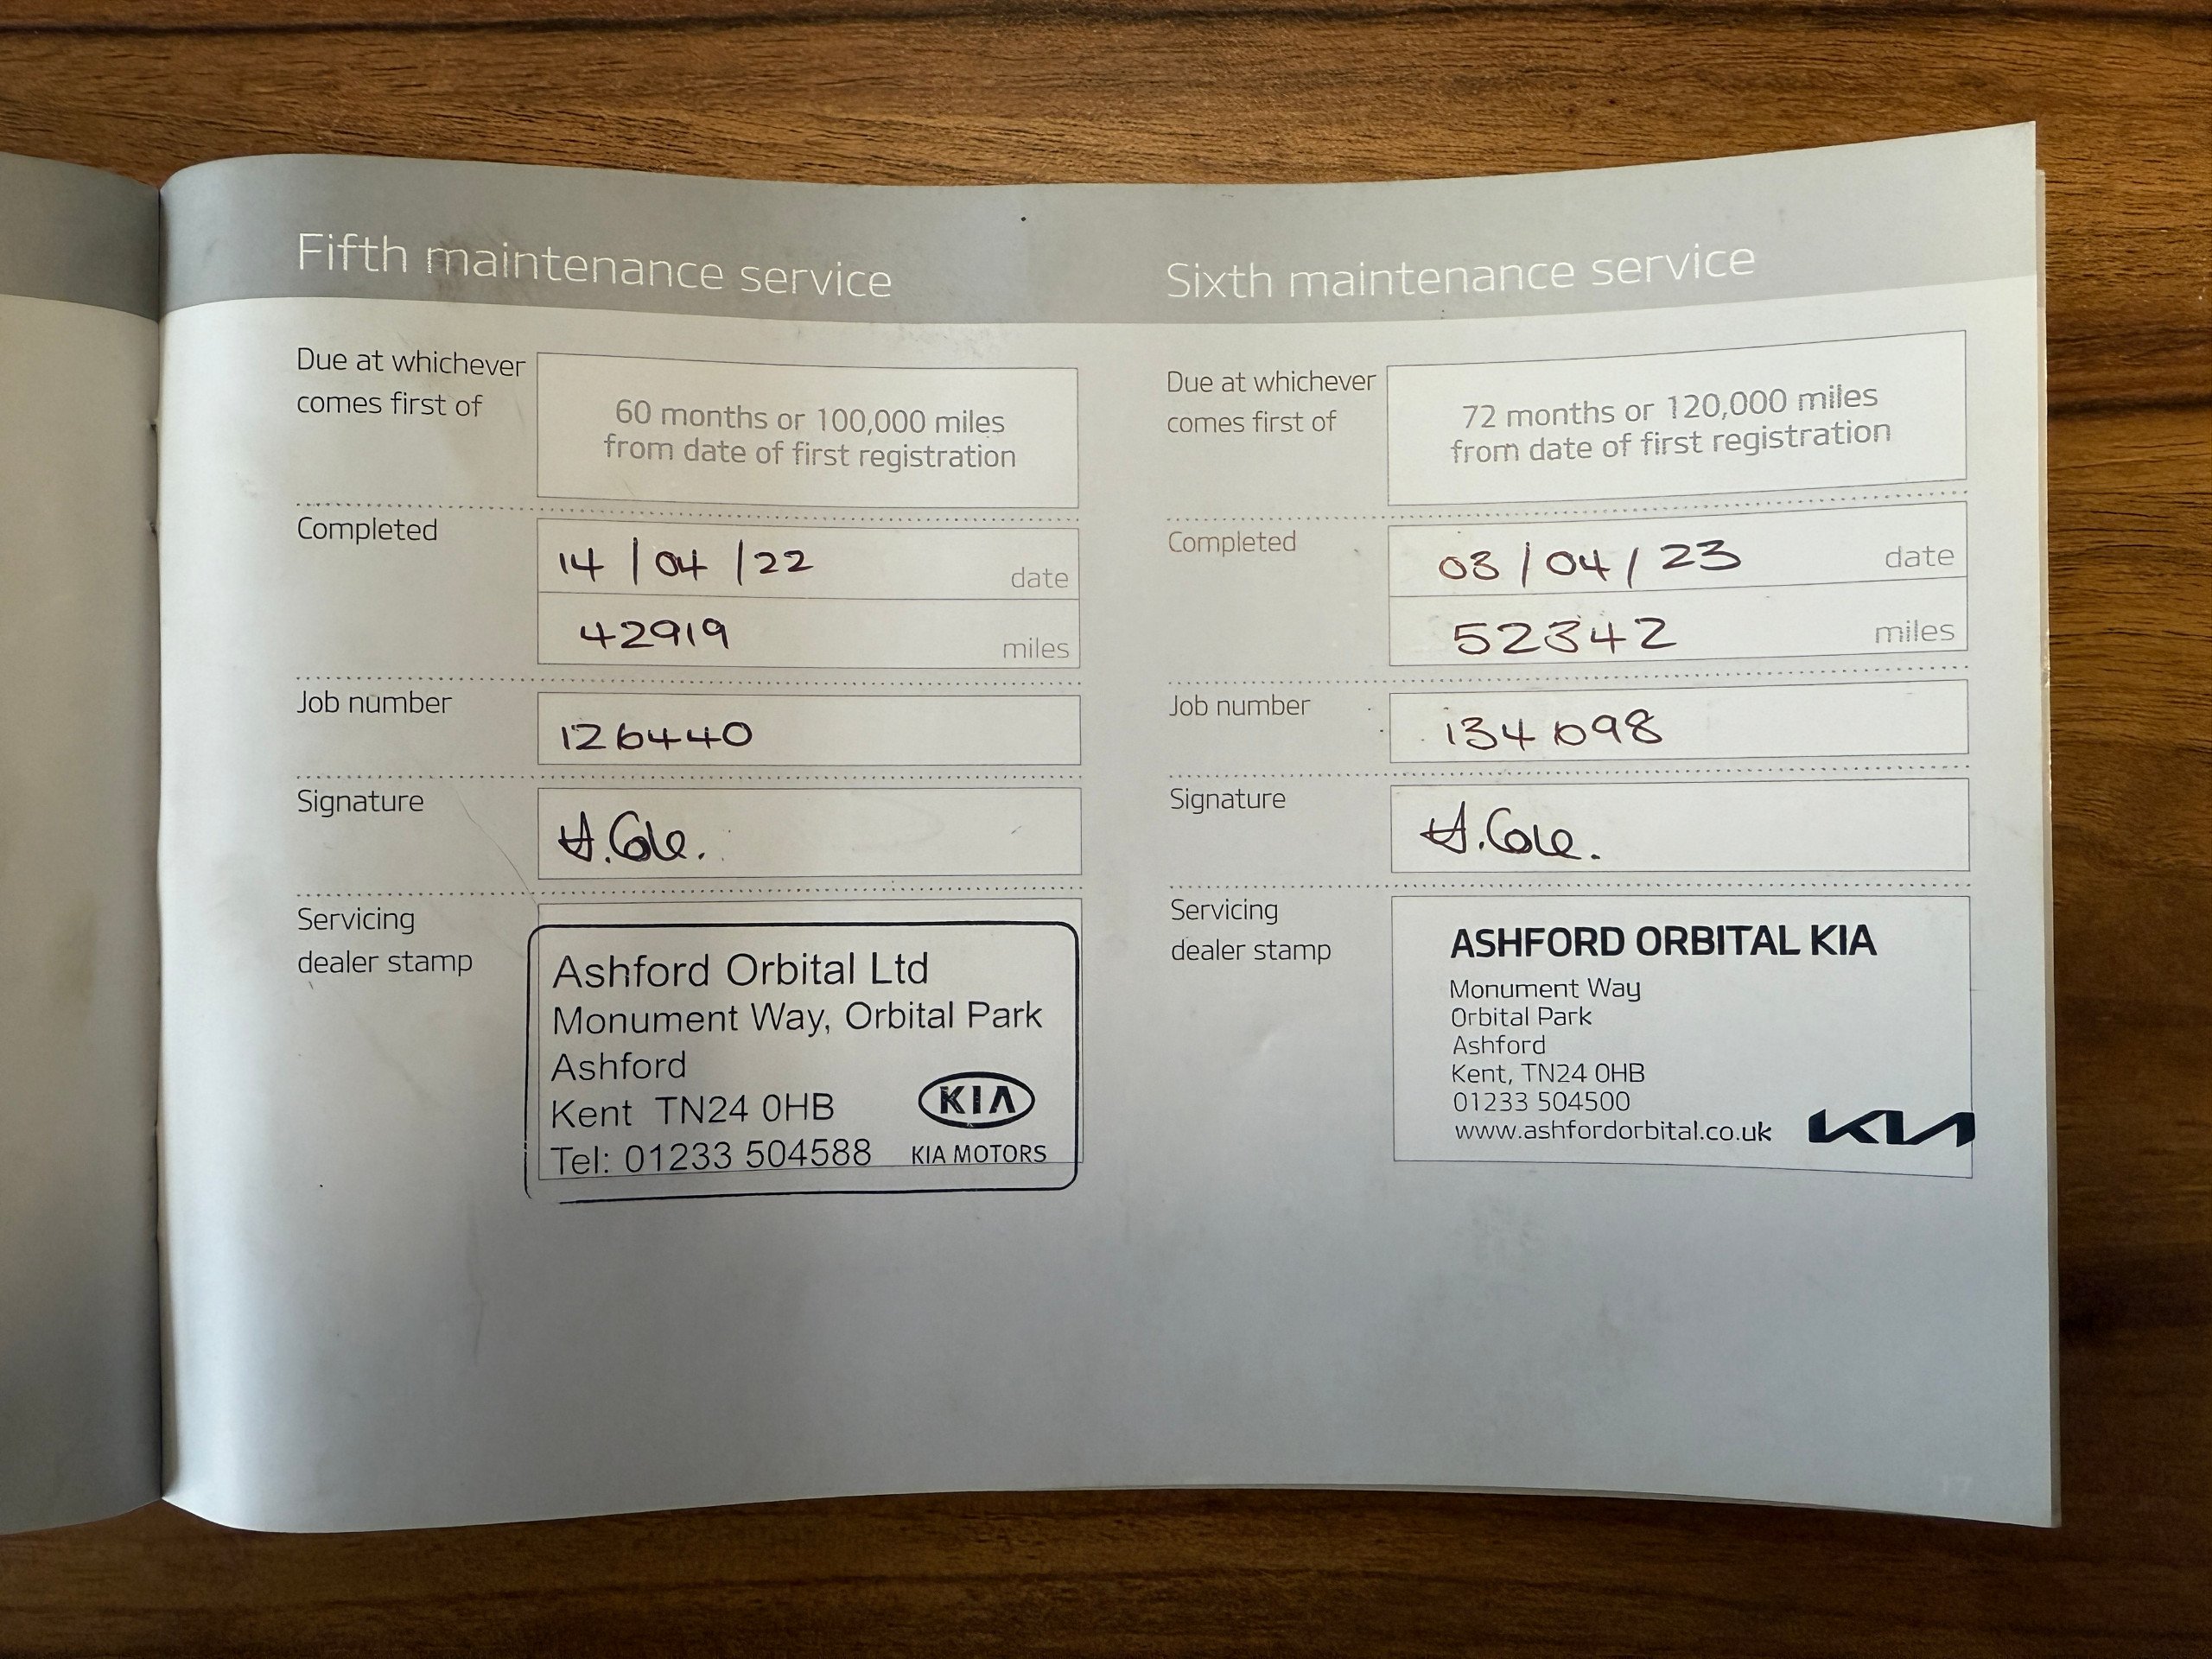 Fifth maintenance service
Due at whichever
comes first of
60 months or 100,000 miles
from date of first registration
Completed
14/04/22 date
42919 miles
Job number
126440
Signature
H.Cole.
Servicing
dealer stamp
Ashford Orbital Ltd
Monument Way, Orbital Park
Ashford
Kent TN24 0HB
Tel: 01233 504588
KIA
KIA MOTORS
Sixth maintenance service
Due at whichever
comes first of
72 months or 120,000 miles
from date of first registration
Completed
03/04/23 date
52342 miles
Job number
Signature
H.Cole.
Servicing
dealer stamp
ASHFORD ORBITAL KIA
Monument Way
Orbital Park
Ashford
Kent, TN24 0HB
01233 504500
www.ashfordorbital.co.uk
KIA
17